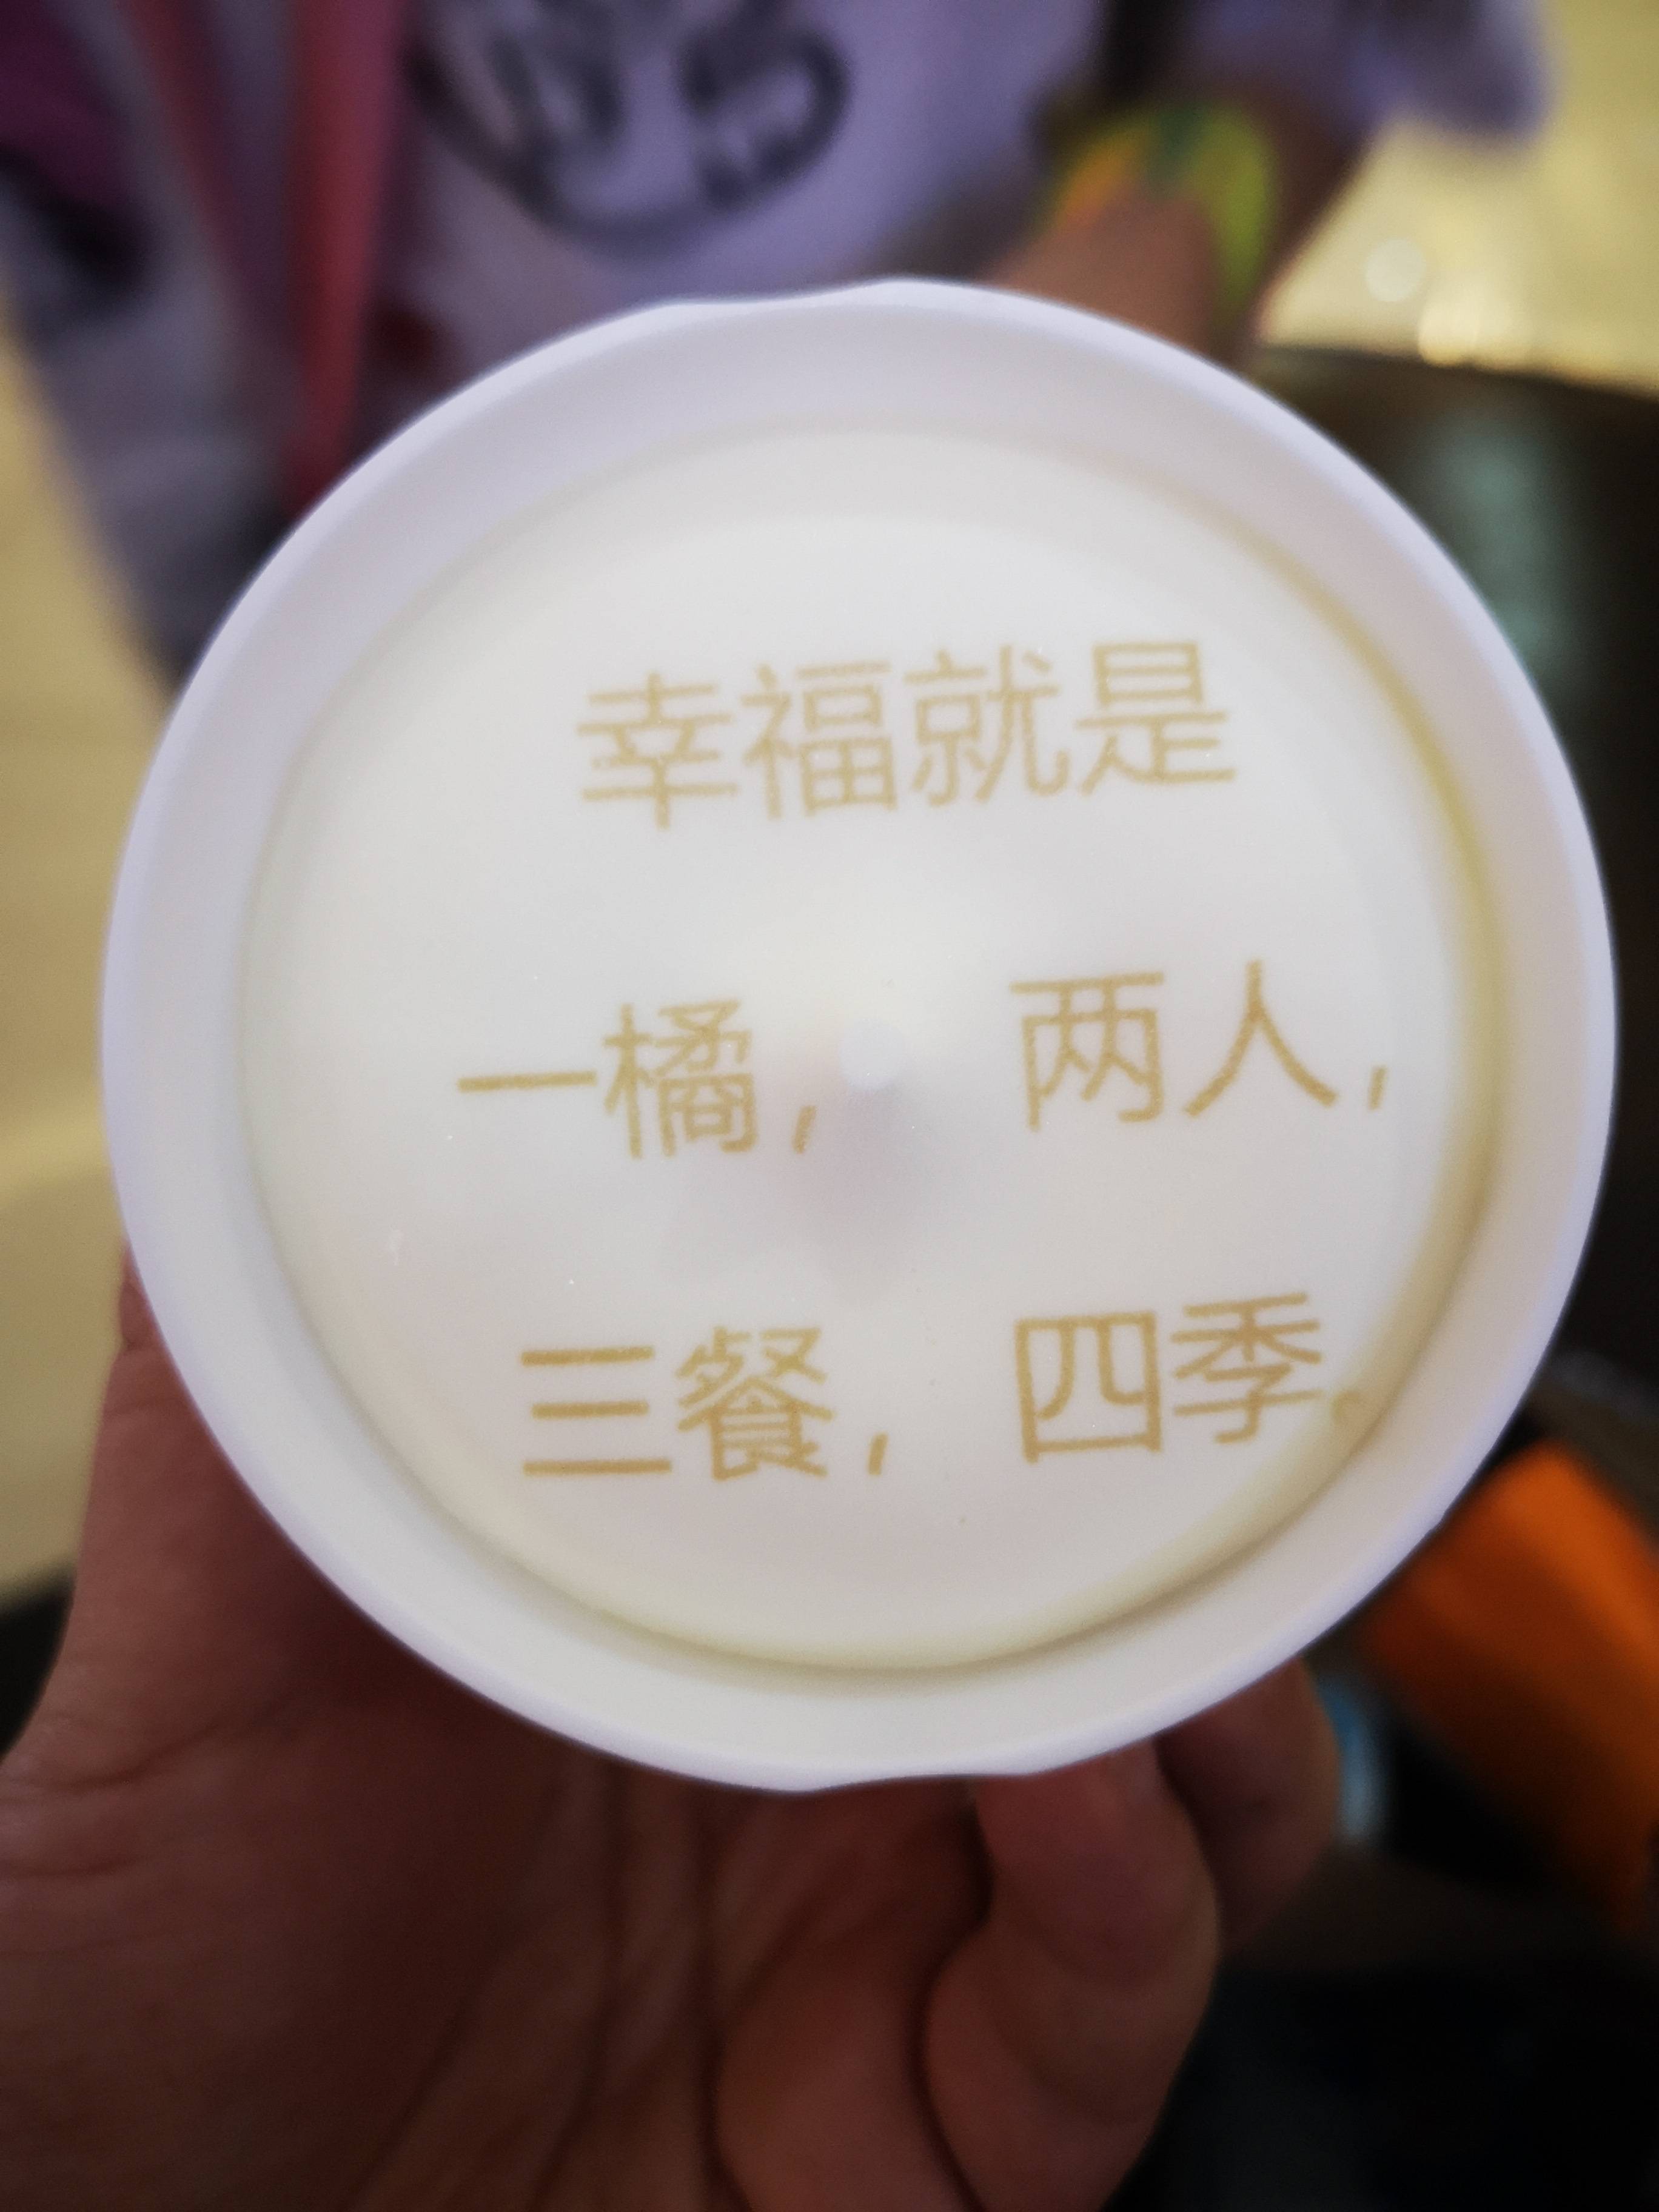 幸福就是
一橘， 两人，
三餐， 四季。